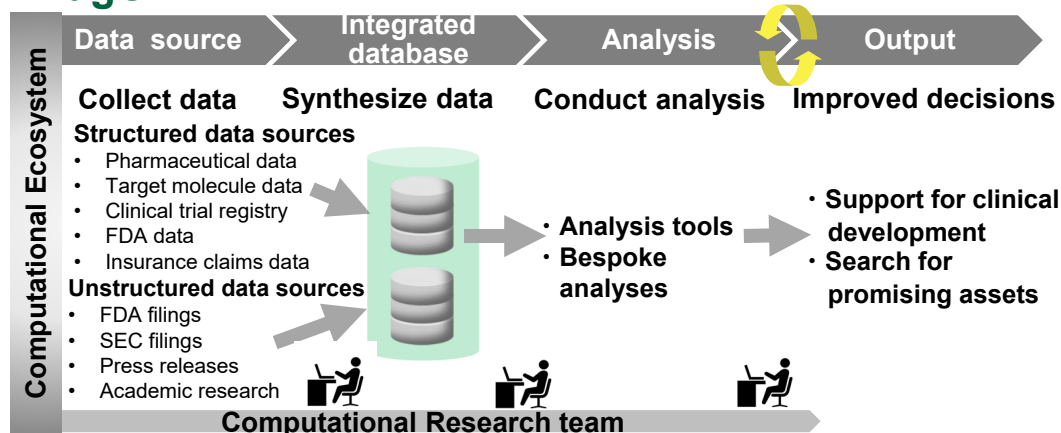 Data source
Integrated
database
Analysis
Output
Computational Ecosystem
Collect data
Synthesize data
Conduct analysis
Improved decisions
Structured data sources
• Pharmaceutical data
• Target molecule data
• Clinical trial registry
• FDA data
• Insurance claims data
Unstructured data sources
• FDA filings
• SEC filings
• Press releases
• Academic research
・Analysis tools
・Bespoke
analyses
・Support for clinical
development
・Search for
promising assets
Computational Research team